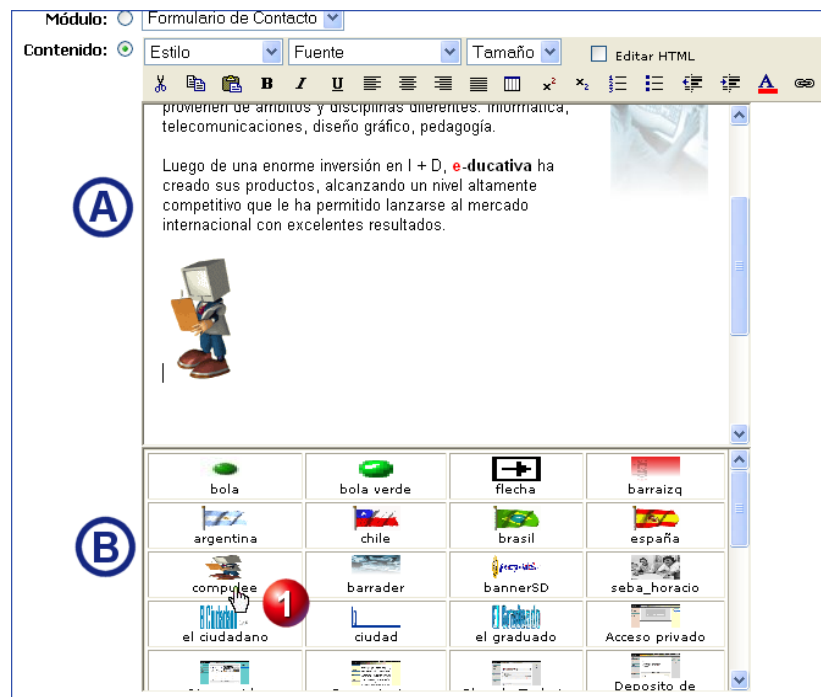 Módulo: Formulario de Contacto
Contenido: Estilo Fuente Tamaño Editar HTML
B I U x² x₂ A
provienen de ámbitos y disciplinas diferentes: informática,
telecomunicaciones, diseño gráfico, pedagogía.
Luego de una enorme inversión en I + D, e-ducativa ha
creado sus productos, alcanzando un nivel altamente
competitivo que le ha permitido lanzarse al mercado
internacional con excelentes resultados.
A
bola bola verde flecha barraizq
argentina chile brasil españa
B
compulee barrader bannerSD seba_horacio
1
el ciudadano ciudad el graduado Acceso privado
Deposito de